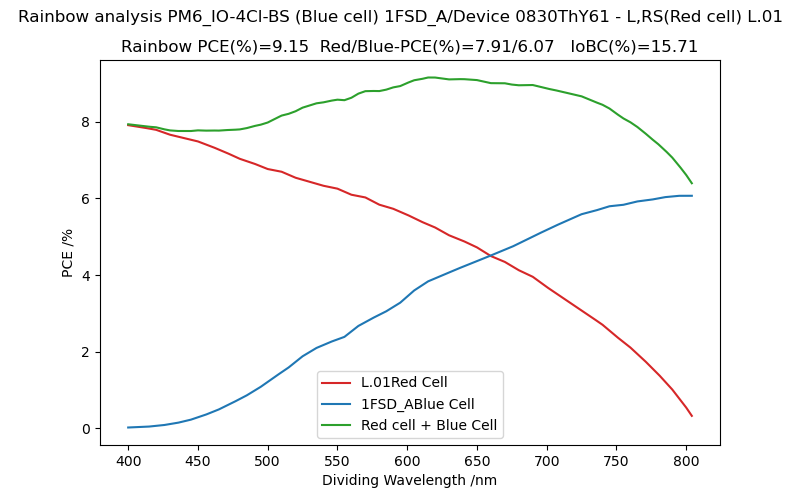 Rainbow analysis PM6_IO-4Cl-BS (Blue cell) 1FSD_A/Device 0830ThY61 - L,RS(Red cell) L.01
Rainbow PCE(%)=9.15  Red/Blue-PCE(%)=7.91/6.07   IoBC(%)=15.71
PCE /%
8
6
4
2
0
L.01Red Cell
1FSD_ABlue Cell
Red cell + Blue Cell
400 450 500 550 600 650 700 750 800
Dividing Wavelength /nm